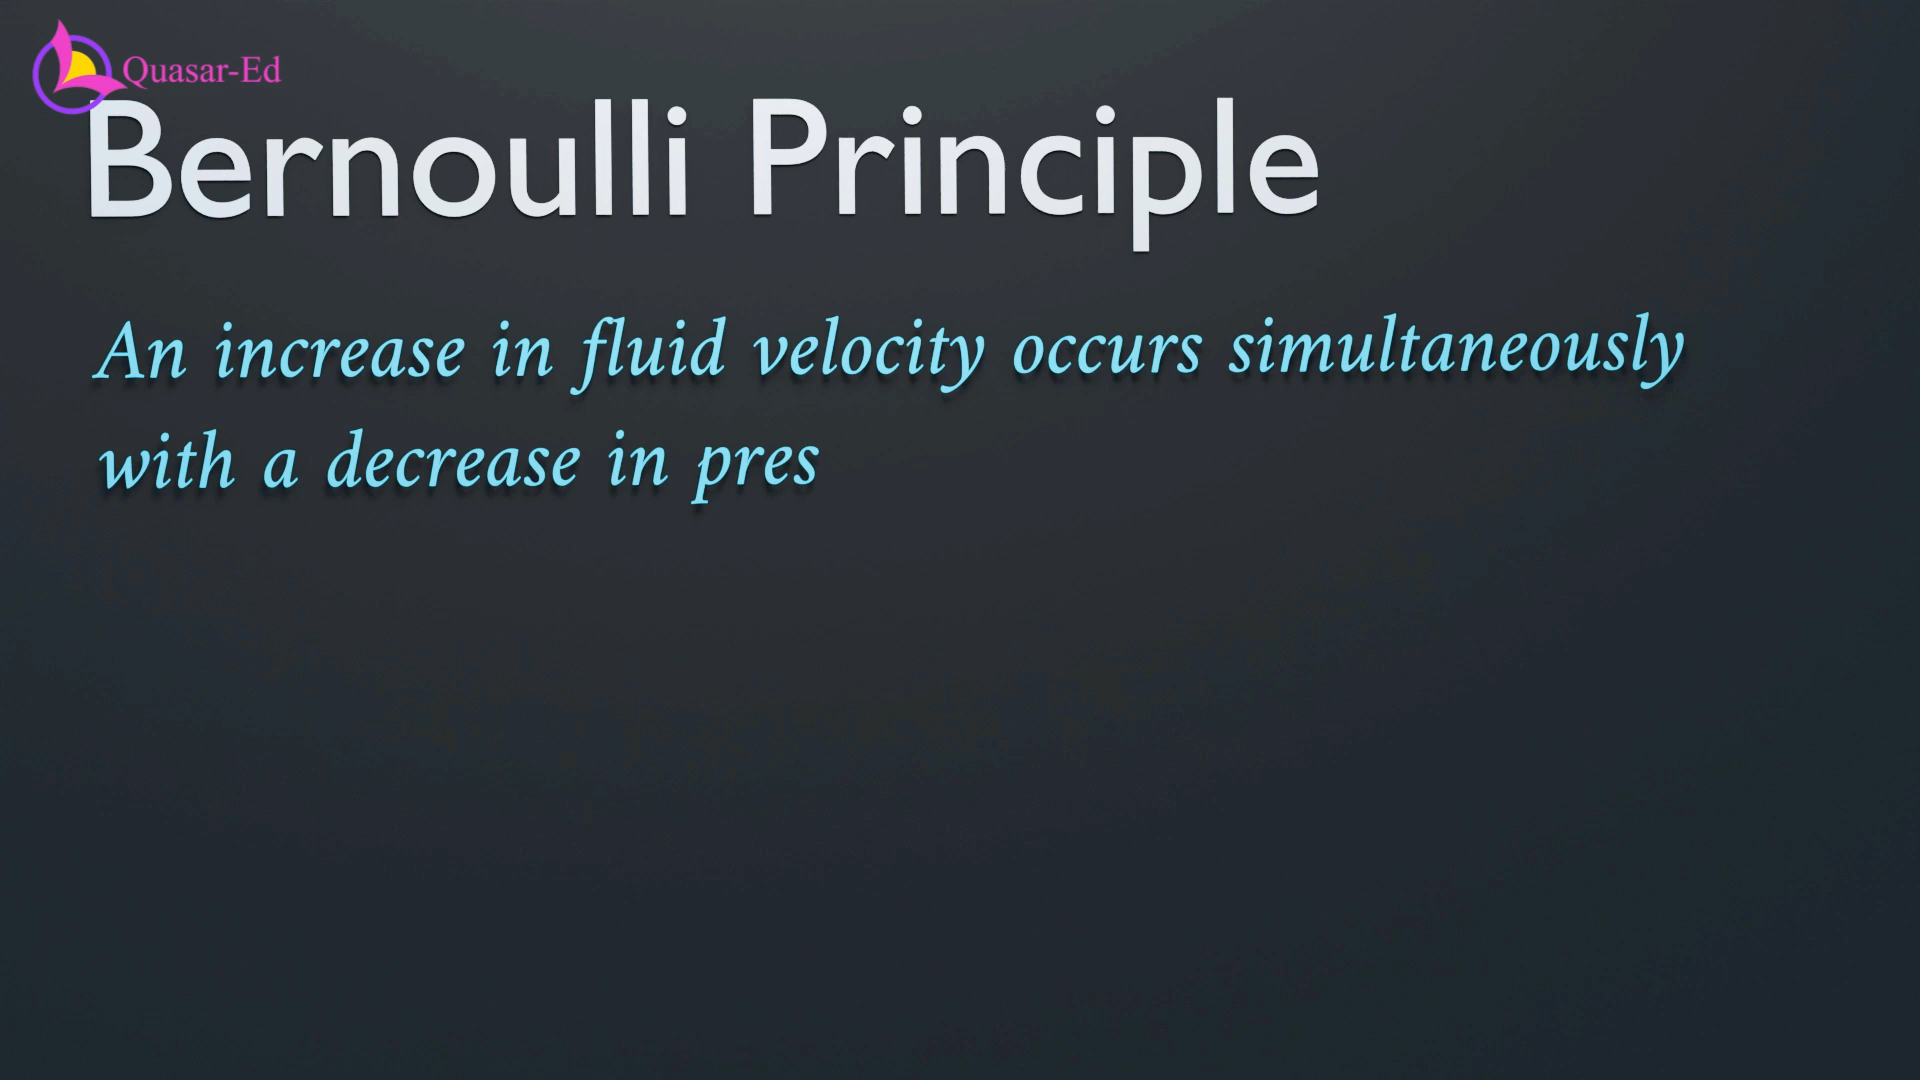 Quasar-Ed
Bernoulli Principle
An increase in fluid velocity occurs simultaneously
with a decrease in pres